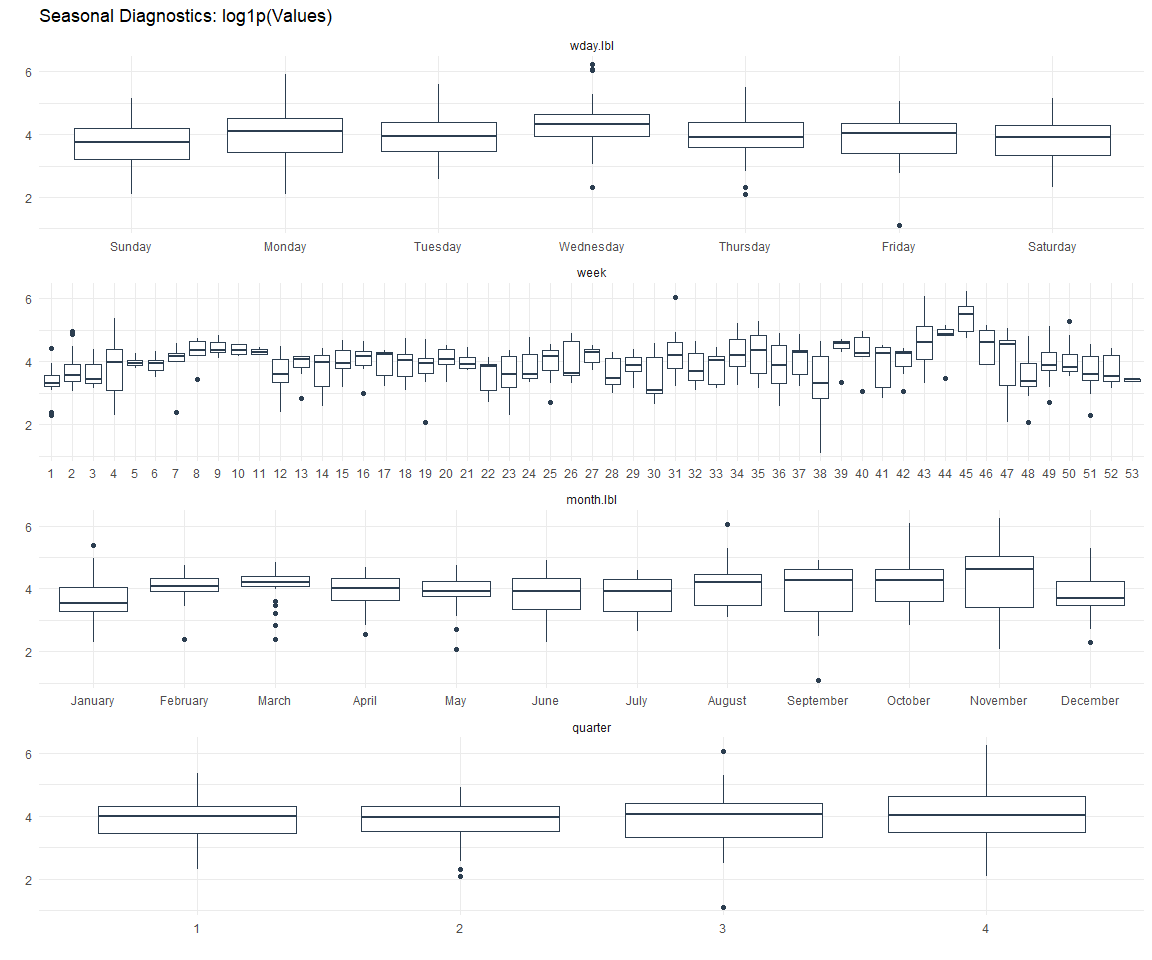 Seasonal Diagnostics: log1p(Values)
wday.lbl
6
4
2
Sunday Monday Tuesday Wednesday Thursday Friday Saturday
week
6
4
2
1 2 3 4 5 6 7 8 9 10 11 12 13 14 15 16 17 18 19 20 21 22 23 24 25 26 27 28 29 30 31 32 33 34 35 36 37 38 39 40 41 42 43 44 45 46 47 48 49 50 51 52 53
month.lbl
6
4
2
January February March April May June July August September October November December
quarter
6
4
2
1 2 3 4